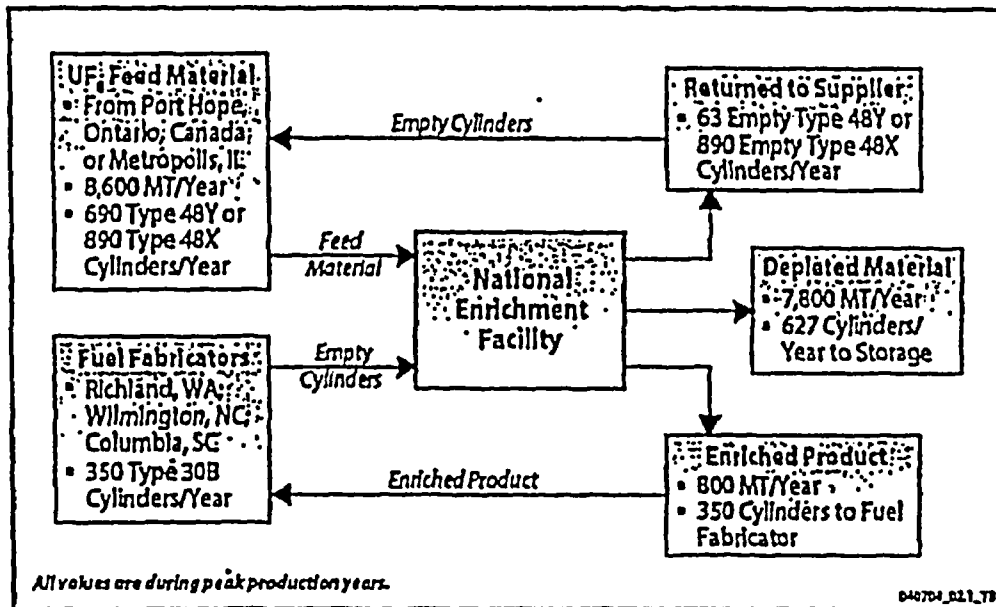 UF6 Feed Material
▪ From Port Hope,
Ontario, Canada,
or Metropolis, IL
▪ 8,600 MT/Year
▪ 690 Type 48Y or
890 Type 48X
Cylinders/Year
Empty Cylinders
Returned to Supplier
▪ 63 Empty Type 48Y or
890 Empty Type 48X
Cylinders/Year
Feed
Material
National
Enrichment
Facility
Depleted Material
▪ 7,800 MT/Year
▪ 627 Cylinders/
Year to Storage
Fuel Fabricators
▪ Richland, WA,
Wilmington, NC,
Columbia, SC
▪ 350 Type 30B
Cylinders/Year
Empty
Cylinders
Enriched Product
Enriched Product
▪ 800 MT/Year
▪ 350 Cylinders to Fuel
Fabricator
All values are during peak production years.